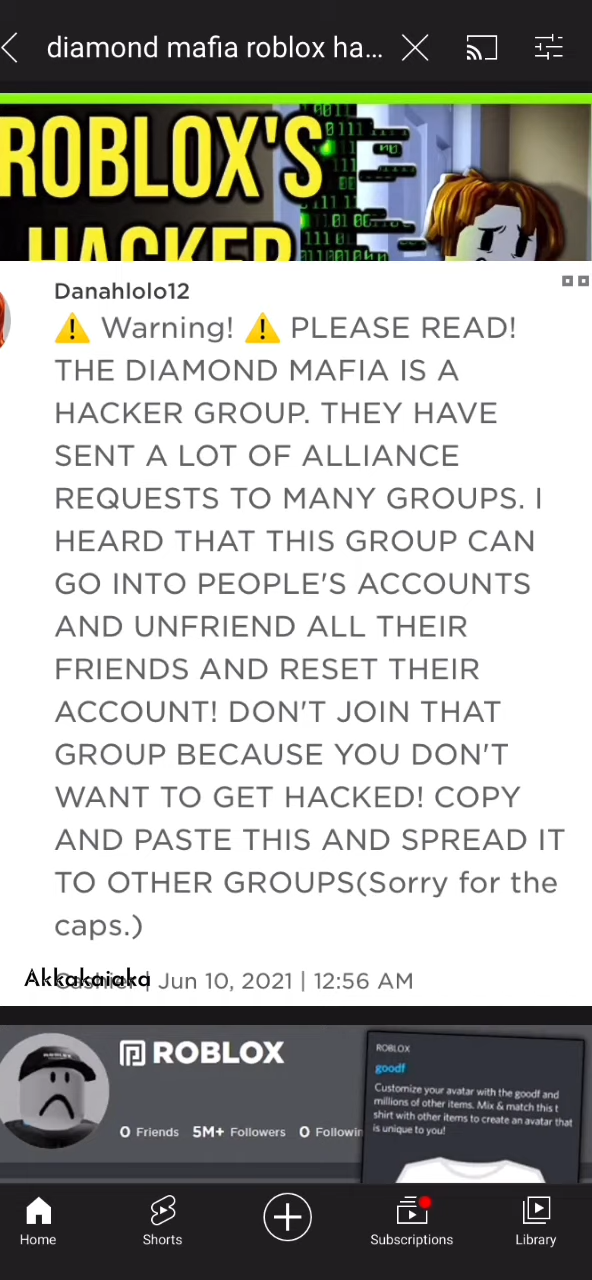 diamond mafia roblox ha...
ROBLOX'S
HACKER
Danahlolo12
⚠️ Warning! ⚠️ PLEASE READ!
THE DIAMOND MAFIA IS A
HACKER GROUP. THEY HAVE
SENT A LOT OF ALLIANCE
REQUESTS TO MANY GROUPS. I
HEARD THAT THIS GROUP CAN
GO INTO PEOPLE'S ACCOUNTS
AND UNFRIEND ALL THEIR
FRIENDS AND RESET THEIR
ACCOUNT! DON'T JOIN THAT
GROUP BECAUSE YOU DON'T
WANT TO GET HACKED! COPY
AND PASTE THIS AND SPREAD IT
TO OTHER GROUPS(Sorry for the
caps.)
Akkakaiaka
Cashier | Jun 10, 2021 | 12:56 AM
ROBLOX
0 Friends 5M+ Followers 0 Followin
ROBLOX
goodf
Customize your avatar with the goodf and
millions of other items. Mix & match this t
shirt with other items to create an avatar that
is unique to you!
Home
Shorts
Subscriptions
Library